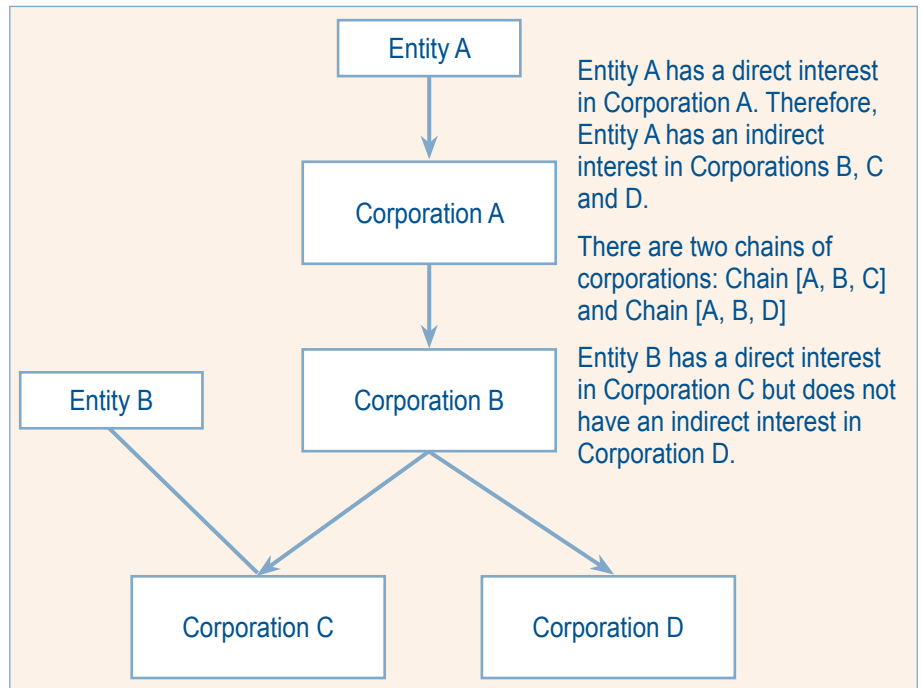 Entity A
Entity A has a direct interest
in Corporation A. Therefore,
Entity A has an indirect
interest in Corporations B, C
and D.
Corporation A
There are two chains of
corporations: Chain [A, B, C]
and Chain [A, B, D]
Entity B
Corporation B
Entity B has a direct interest
in Corporation C but does not
have an indirect interest in
Corporation D.
Corporation C
Corporation D